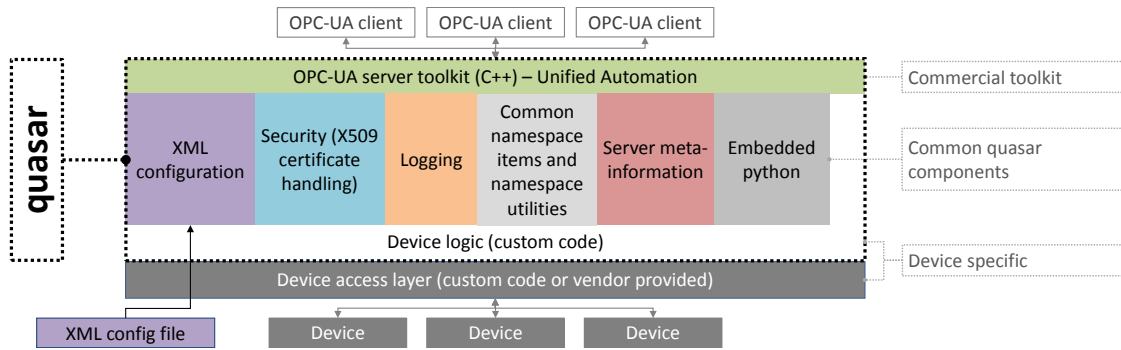 OPC-UA client
OPC-UA client
OPC-UA client
quasar
OPC-UA server toolkit (C++) – Unified Automation
Commercial toolkit
XML
configuration
Security (X509
certificate
handling)
Logging
Common
namespace
items and
namespace
utilities
Server meta-
information
Embedded
python
Common quasar
components
Device logic (custom code)
Device specific
Device access layer (custom code or vendor provided)
XML config file
Device
Device
Device